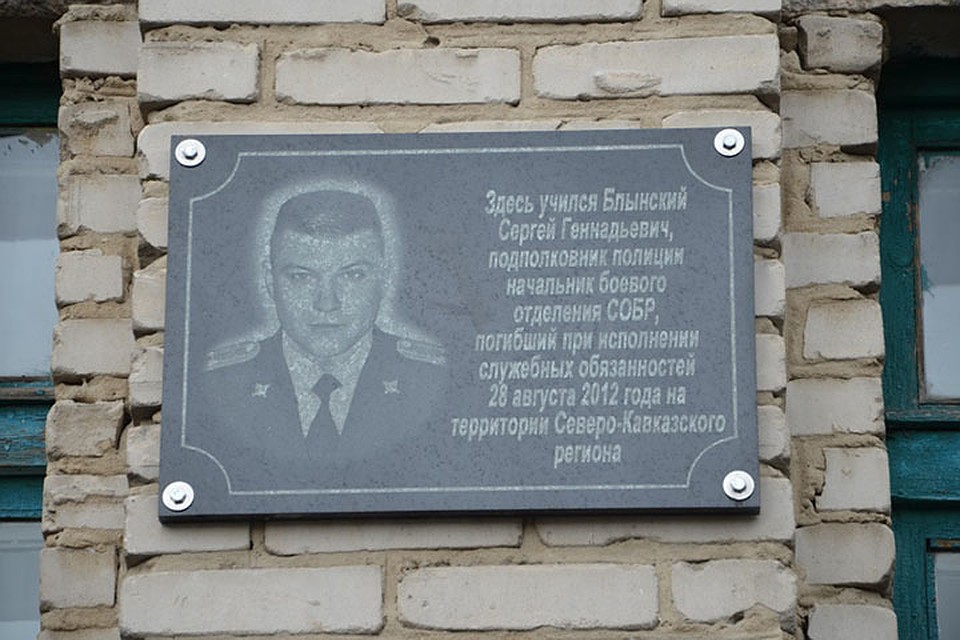 Здесь учился Блынский
Сергей Геннадьевич,
подполковник полиции
начальник боевого
отделения СОБР,
погибший при исполнении
служебных обязанностей
28 августа 2012 года на
территории Северо-Кавказского
региона